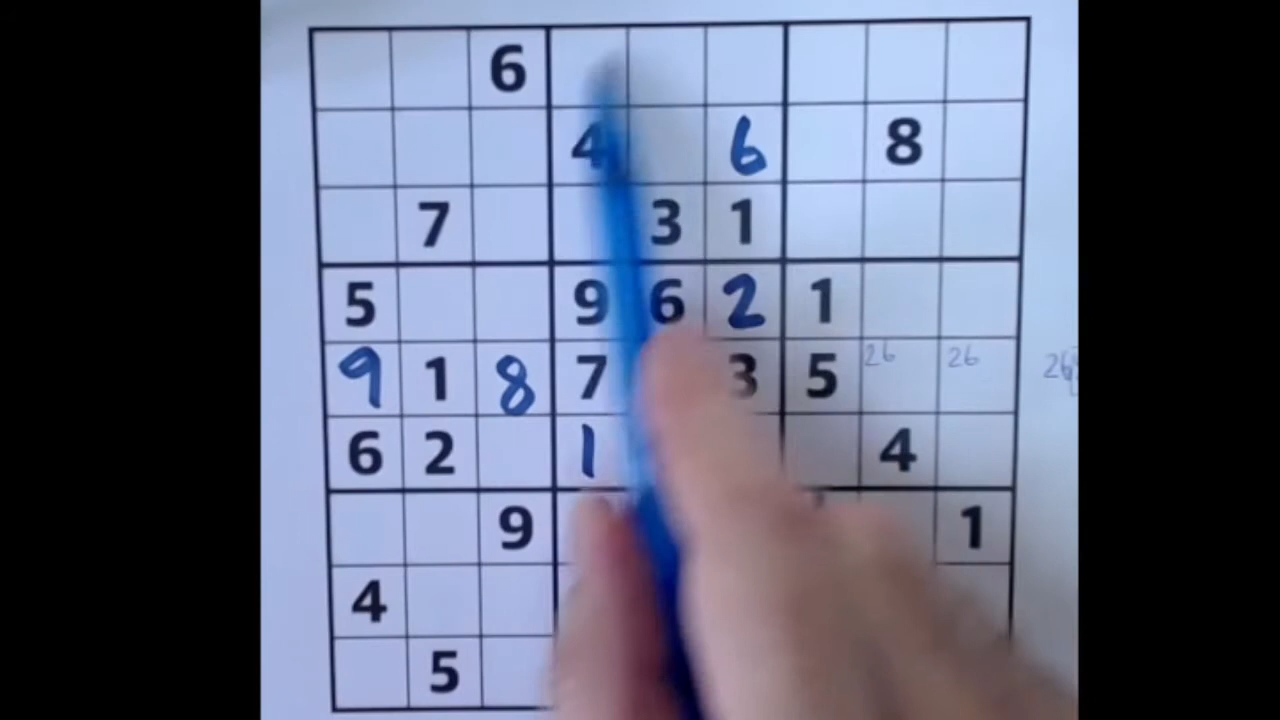 6
4 6 8
7 3 1
5 9 6 2 1
9 1 8 7 3 5 26 26 26
6 2 1 4
9 1
4
5